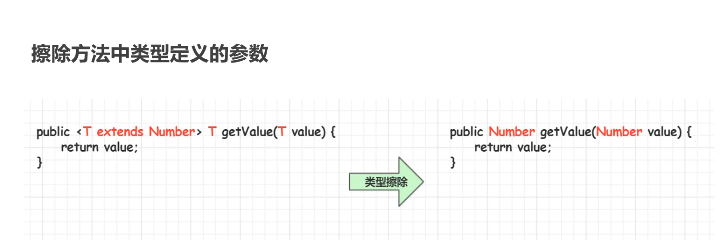 擦除方法中类型定义的参数
public <T extends Number> T getValue(T value) {
return value;
}
类型擦除
public Number getValue(Number value) {
return value;
}